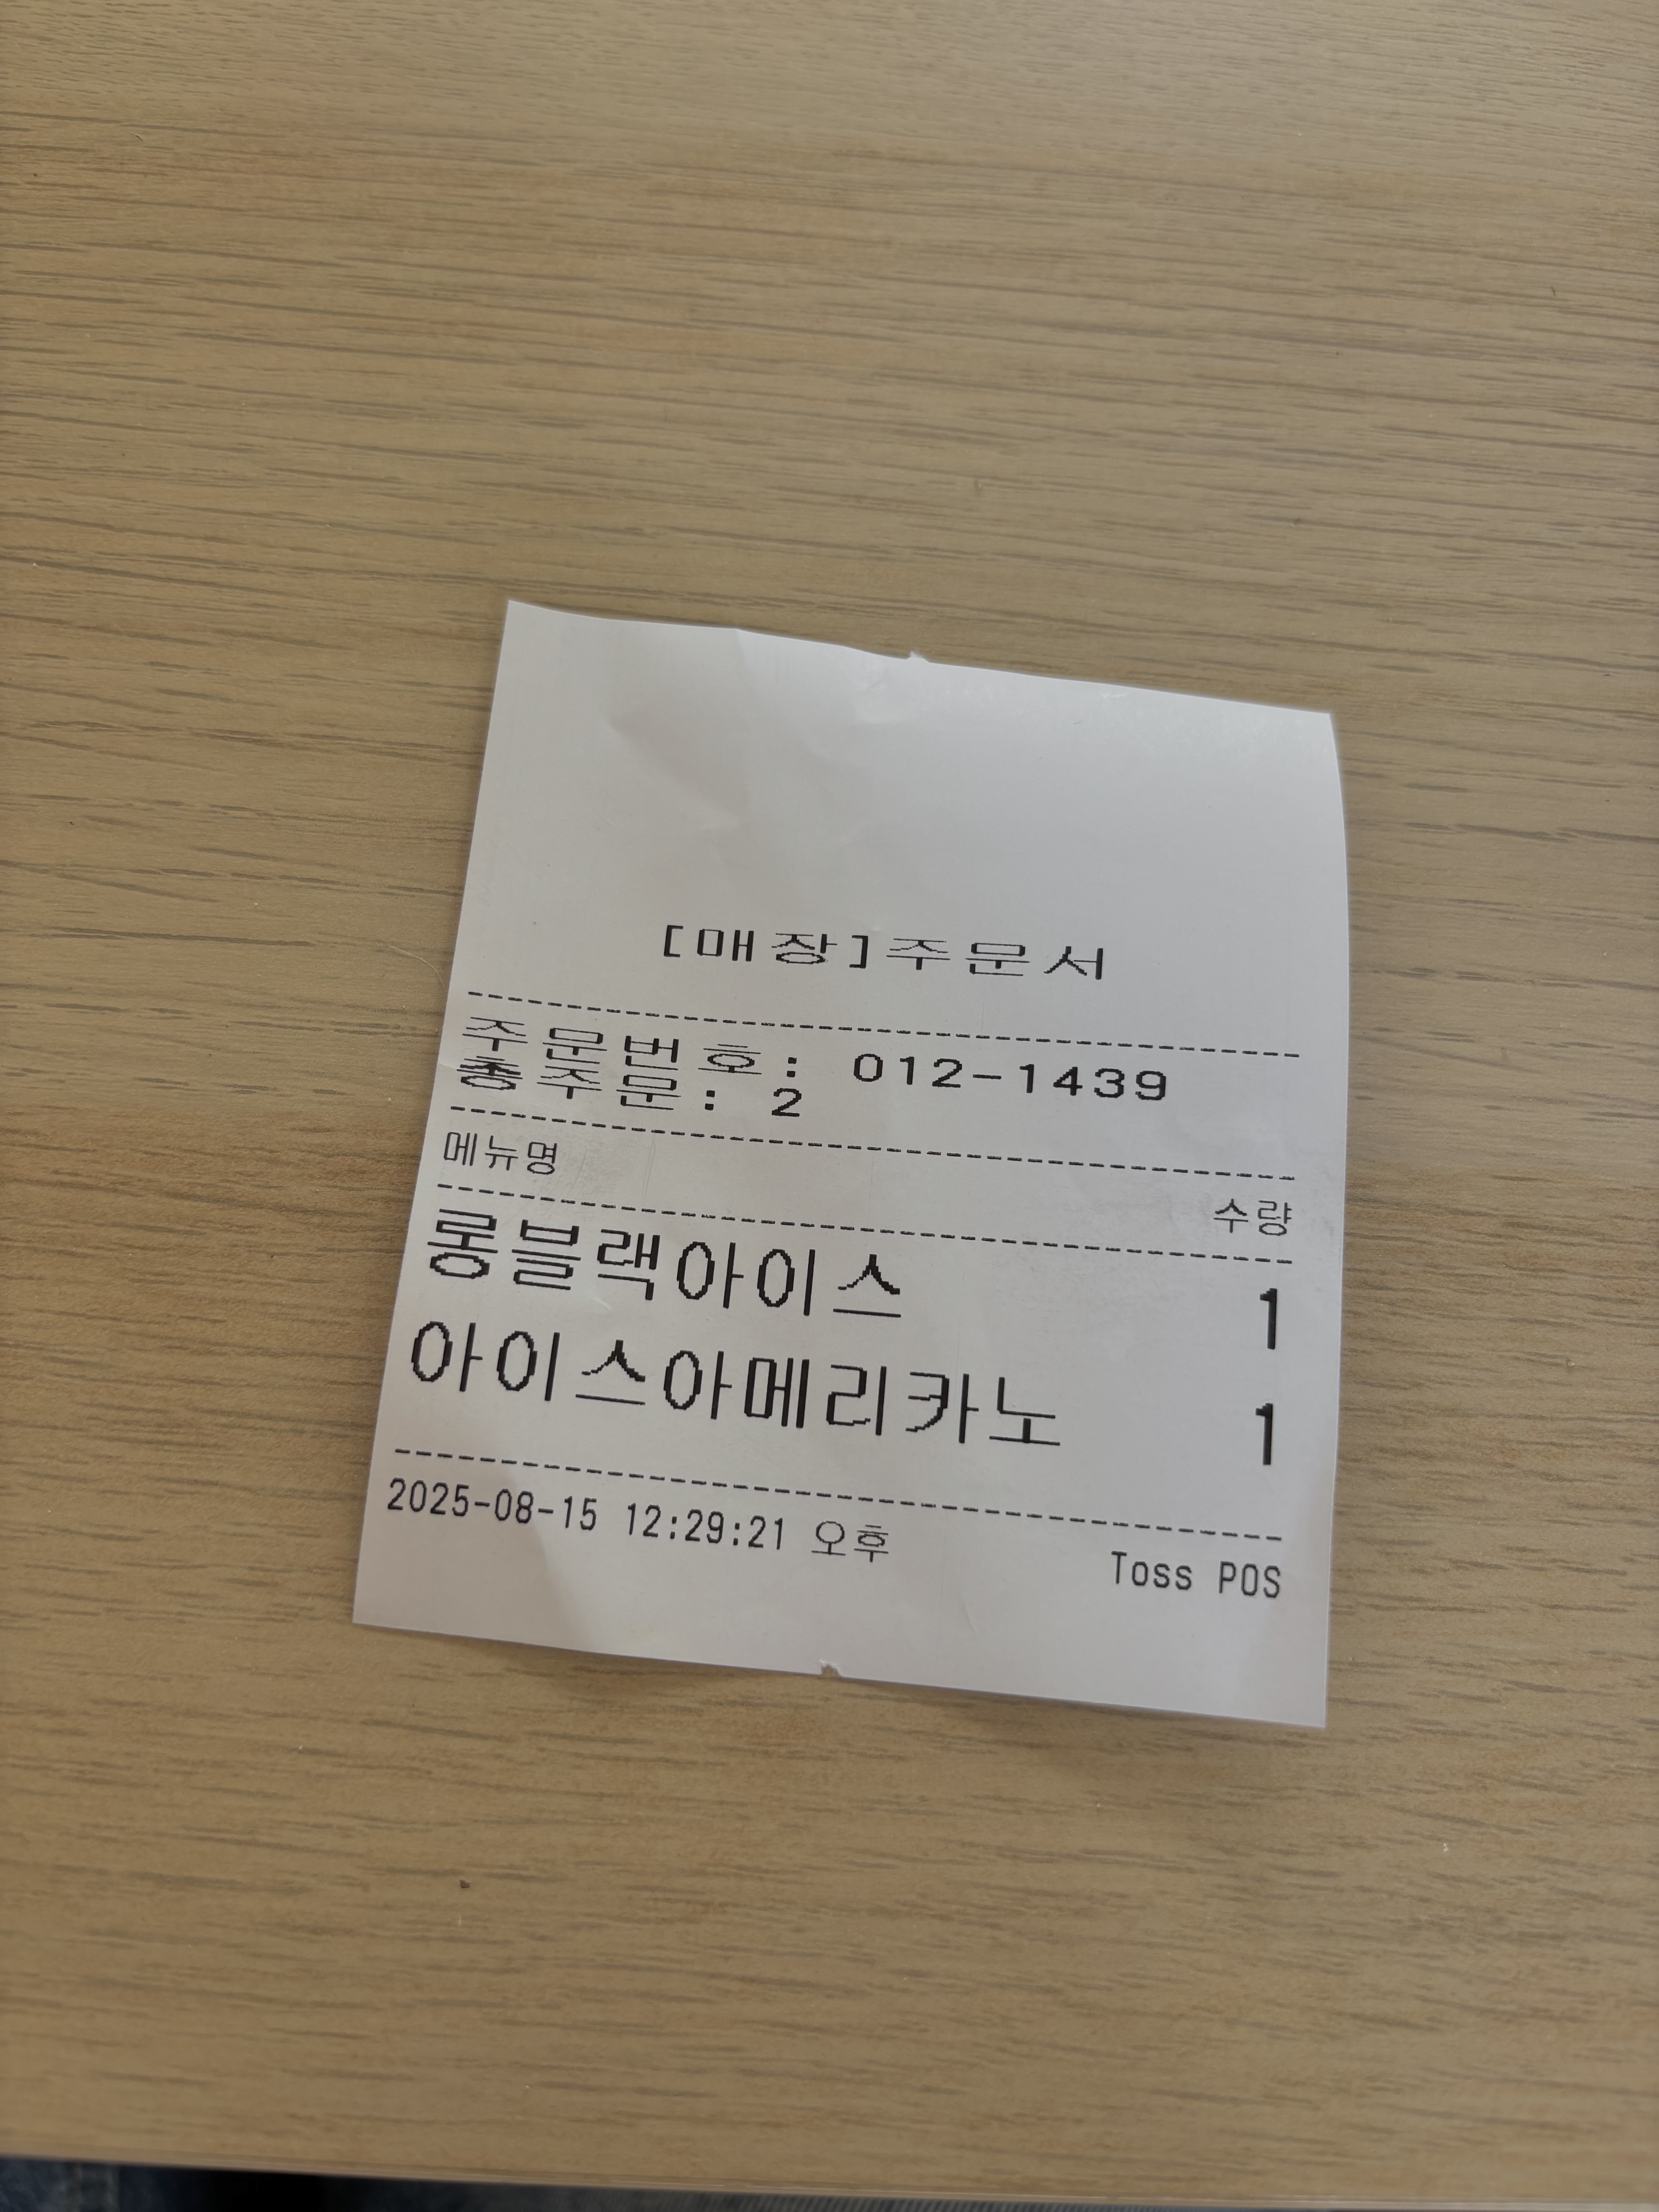 [매장]주문서
주문번호: 012-1439
총주문: 2
메뉴명 수량
롱블랙아이스 1
아이스아메리카노 1
2025-08-15 12:29:21 오후 Toss POS